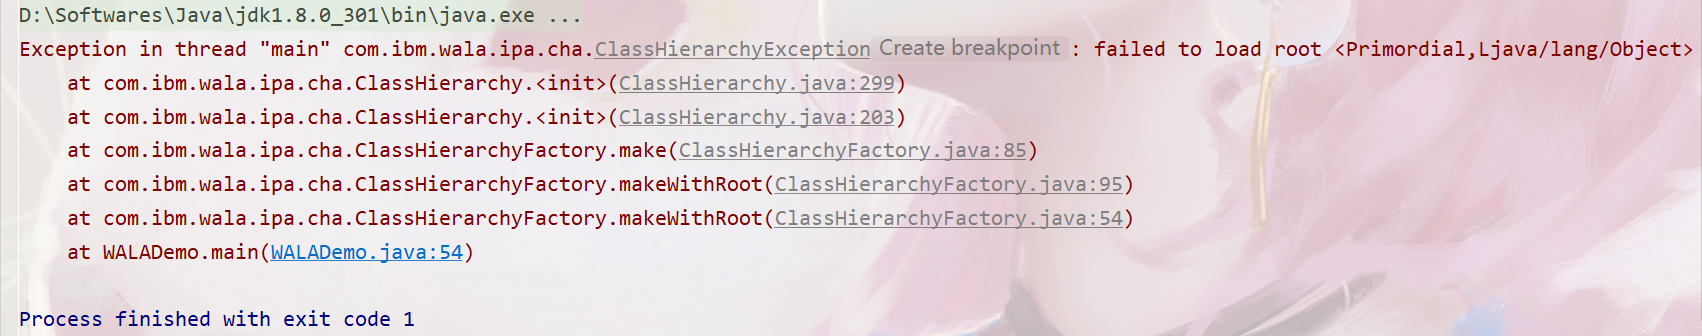 D:\Softwares\Java\jdk1.8.0_301\bin\java.exe ...
Exception in thread "main" com.ibm.wala.ipa.cha.ClassHierarchyException Create breakpoint : failed to load root <Primordial,Ljava/lang/Object>
at com.ibm.wala.ipa.cha.ClassHierarchy.<init>(ClassHierarchy.java:299)
at com.ibm.wala.ipa.cha.ClassHierarchy.<init>(ClassHierarchy.java:203)
at com.ibm.wala.ipa.cha.ClassHierarchyFactory.make(ClassHierarchyFactory.java:85)
at com.ibm.wala.ipa.cha.ClassHierarchyFactory.makeWithRoot(ClassHierarchyFactory.java:95)
at com.ibm.wala.ipa.cha.ClassHierarchyFactory.makeWithRoot(ClassHierarchyFactory.java:54)
at WALADemo.main(WALADemo.java:54)
Process finished with exit code 1